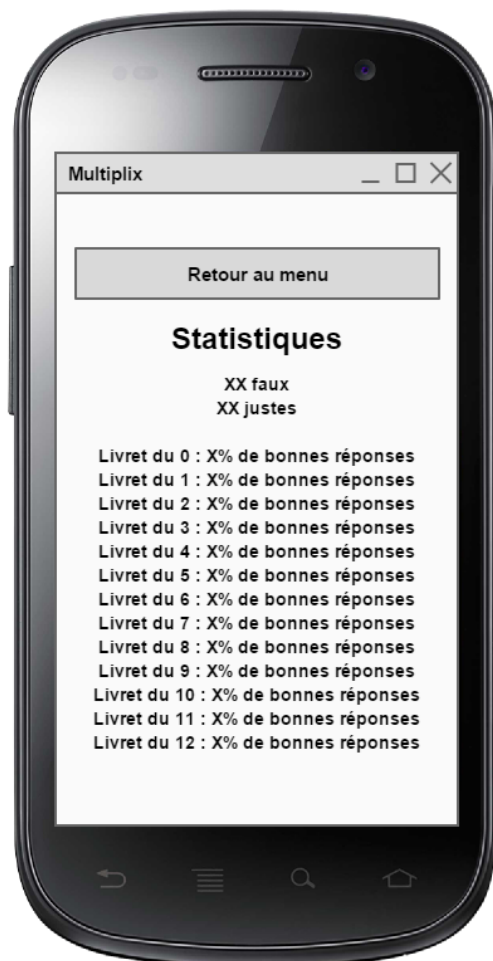 Multiplix
Retour au menu
Statistiques
XX faux
XX justes
Livret du 0 : X% de bonnes réponses
Livret du 1 : X% de bonnes réponses
Livret du 2 : X% de bonnes réponses
Livret du 3 : X% de bonnes réponses
Livret du 4 : X% de bonnes réponses
Livret du 5 : X% de bonnes réponses
Livret du 6 : X% de bonnes réponses
Livret du 7 : X% de bonnes réponses
Livret du 8 : X% de bonnes réponses
Livret du 9 : X% de bonnes réponses
Livret du 10 : X% de bonnes réponses
Livret du 11 : X% de bonnes réponses
Livret du 12 : X% de bonnes réponses